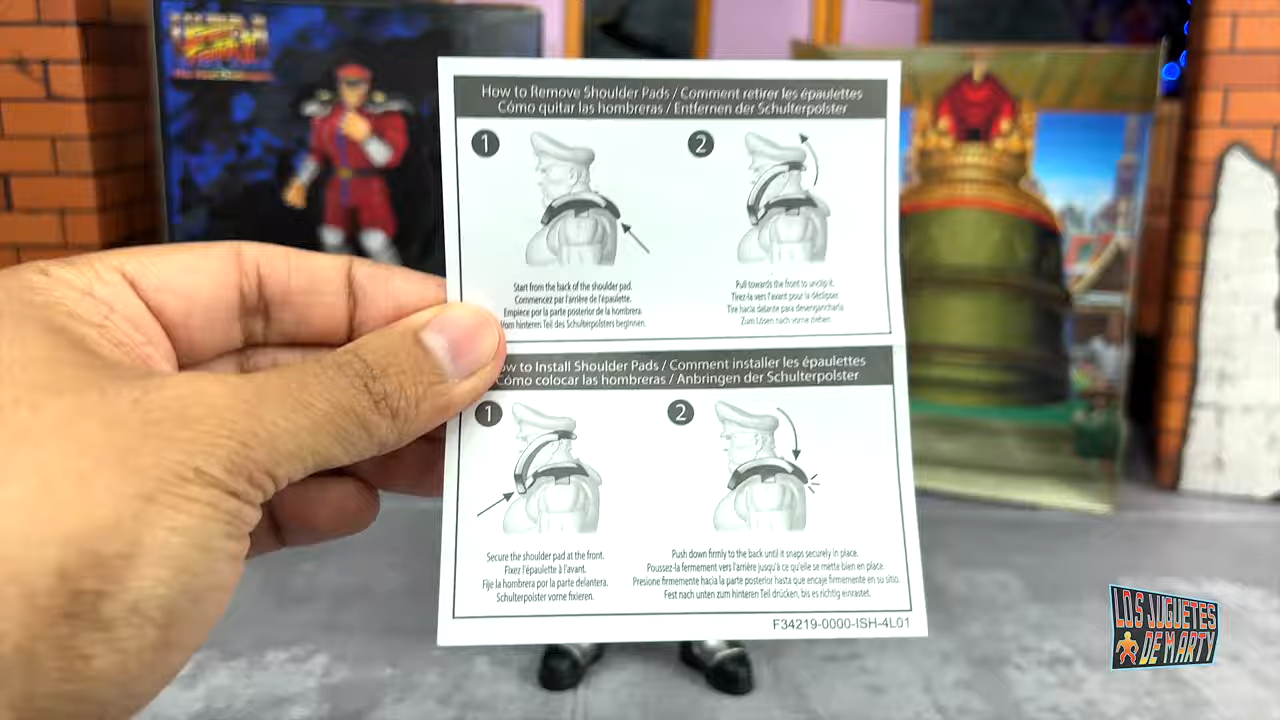 How to Remove Shoulder Pads / Comment retirer les épaulettes
Cómo quitar las hombreras / Entfernen der Schulterpolster
1
2
Start from the back of the shoulder pad.
Commencez par l'arrière de l'épaulette.
Empiece por la parte posterior de la hombrera.
Vom hinteren Teil des Schulterpolsters beginnen.
Pull towards the front to unclip it.
Tirez-la vers l'avant pour la déclipser.
Tire hacia delante para desengancharla.
Zum Lösen nach vorne ziehen.
ow to Install Shoulder Pads / Comment installer les épaulettes
Cómo colocar las hombreras / Anbringen der Schulterpolster
1
2
Secure the shoulder pad at the front.
Fixez l'épaulette à l'avant.
Fije la hombrera por la parte delantera.
Schulterpolster vorne fixieren.
Push down firmly to the back until it snaps securely in place.
Poussez-la fermement vers l'arrière jusqu'à ce qu'elle se mette bien en place.
Presione firmemente hacia la parte posterior hasta que encaje firmemente en su sitio.
Fest nach unten zum hinteren Teil drücken, bis es richtig einrastet.
F34219-0000-ISH-4L01
LOS JUGUETES
DE MARTY